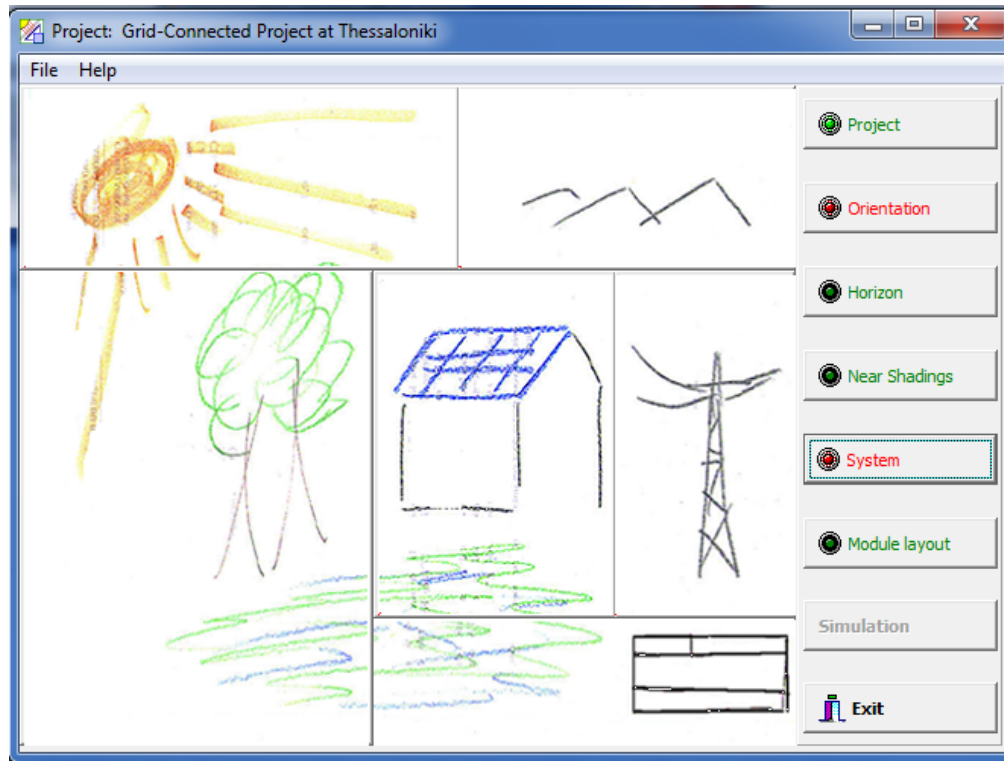 Project: Grid-Connected Project at Thessaloniki
File Help
Project
Orientation
Horizon
Near Shadings
System
Module layout
Simulation
Exit